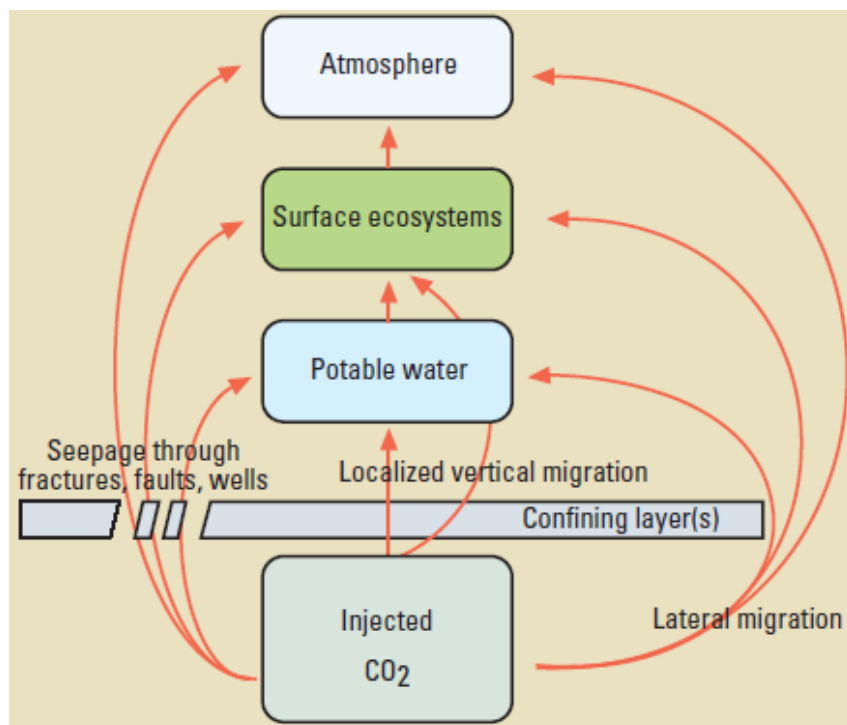 Atmosphere
Surface ecosystems
Potable water
Seepage through
fractures, faults, wells
Localized vertical migration
Confining layer(s)
Injected
CO₂
Lateral migration